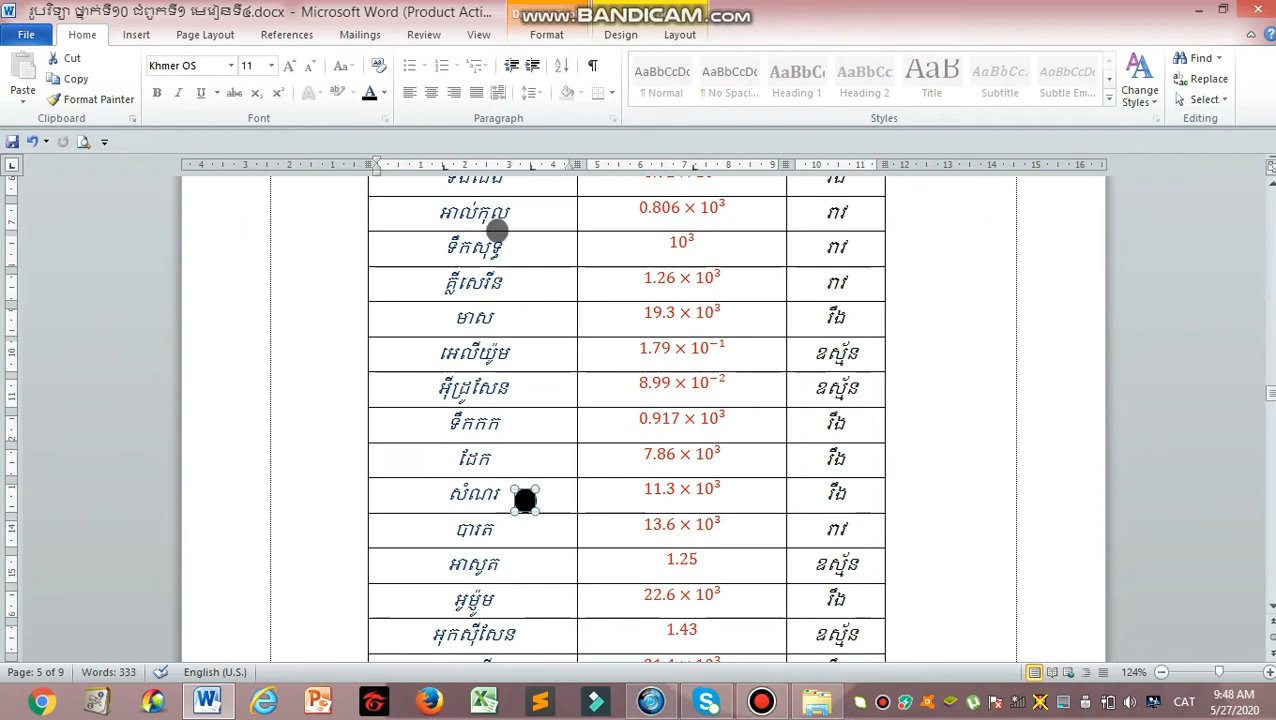 រូបវិទ្យា ថ្នាក់ទី១០ ជំពូកទី១ មេរៀនទី៤.docx - Microsoft Word (Product Acti...
www.BANDICAM.com
File Home Insert Page Layout References Mailings Review View Format Design Layout
Cut
Copy
Format Painter
Paste
Clipboard
Khmer OS 11
Font
Paragraph
AaBbCcDc AaBbCcDc AaBbCc AaBbCc AaB AaBbCcDd AaBbCcDd
¶ Normal ¶ No Spaci... Heading 1 Heading 2 Title Subtitle Subtle Em...
Change Styles
Styles
Find
Replace
Select
Editing
អាល់កុល 0.806 × 10³ រាវ
ទឹកសុទ្ធ 10³ រាវ
គ្លីសេរីន 1.26 × 10³ រាវ
មាស 19.3 × 10³ រឹង
អេលីយ៉ូម 1.79 × 10⁻¹ ឧស្ម័ន
អ៊ីដ្រូសែន 8.99 × 10⁻² ឧស្ម័ន
ទឹកកក 0.917 × 10³ រឹង
ដែក 7.86 × 10³ រឹង
សំណរ 11.3 × 10³ រឹង
បារត 13.6 × 10³ រាវ
អាសូត 1.25 ឧស្ម័ន
អូម៉្យូម 22.6 × 10³ រឹង
អុកស៊ីសែន 1.43 ឧស្ម័ន
Page: 5 of 9 Words: 333 English (U.S.) 124%
CAT
9:48 AM
5/27/2020